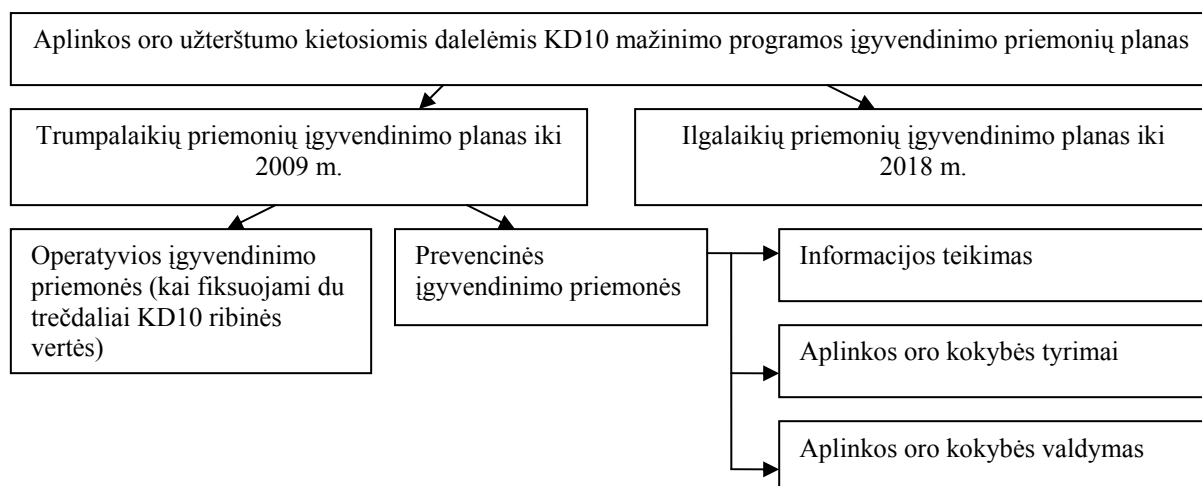 Aplinkos oro užterštumo kietosiomis dalelėmis KD10 mažinimo programos įgyvendinimo priemonių planas
Trumpalaikių priemonių įgyvendinimo planas iki
2009 m.
Ilgalaikių priemonių įgyvendinimo planas iki
2018 m.
Operatyvios įgyvendinimo
priemonės (kai fiksuojami du
trečdaliai KD10 ribinės
vertės)
Prevencinės
įgyvendinimo priemonės
Informacijos teikimas
Aplinkos oro kokybės tyrimai
Aplinkos oro kokybės valdymas